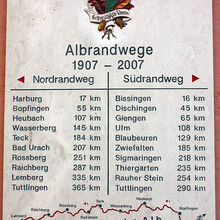 Albrandwege
1907 - 2007
Nordrandweg Südrandweg
Harburg 17 km Bissingen 16 km
Bopfingen 55 km Dischingen 45 km
Heubach 107 km Giengen 61 km
Wasserberg 145 km Ulm 108 km
Teck 184 km Blaubeuren 129 km
Bad Urach 207 km Zwiefalten 185 km
Rossberg 251 km Sigmaringen 218 km
Raichberg 287 km Thiergarten 235 km
Lemberg 335 km Rauher Stein 254 km
Tuttlingen 365 km Tuttlingen 290 km